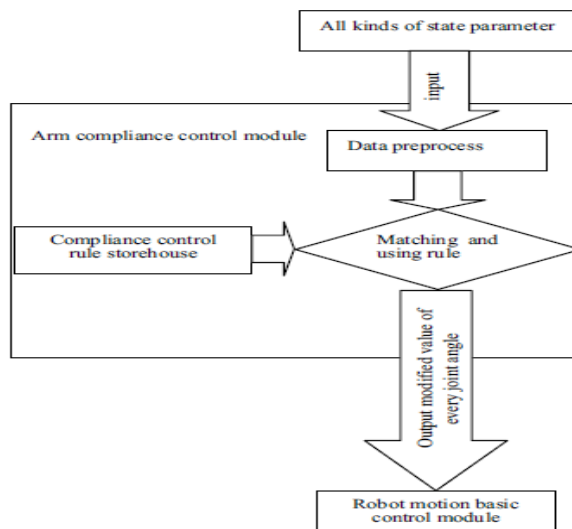 All kinds of state parameter
input
Arm compliance control module
Data preprocess
Compliance control
rule storehouse
Matching and
using rule
Output modified value of
every joint angle
Robot motion basic
control module